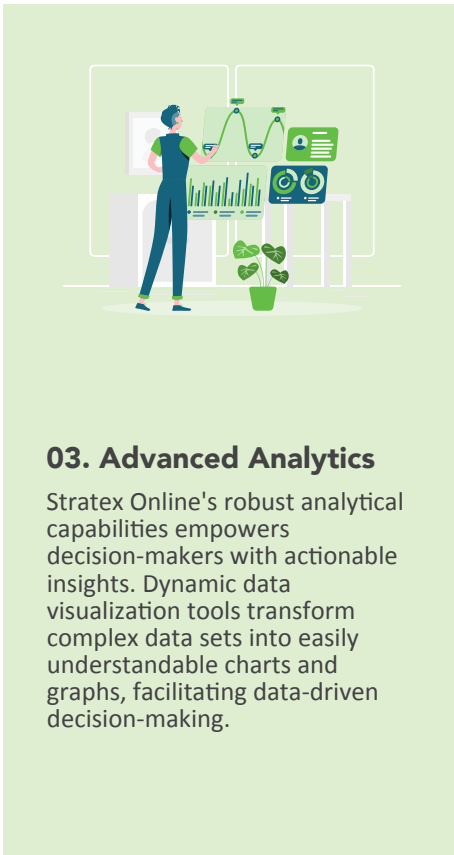 03. Advanced Analytics
Stratex Online's robust analytical
capabilities empowers
decision-makers with actionable
insights. Dynamic data
visualization tools transform
complex data sets into easily
understandable charts and
graphs, facilitating data-driven
decision-making.